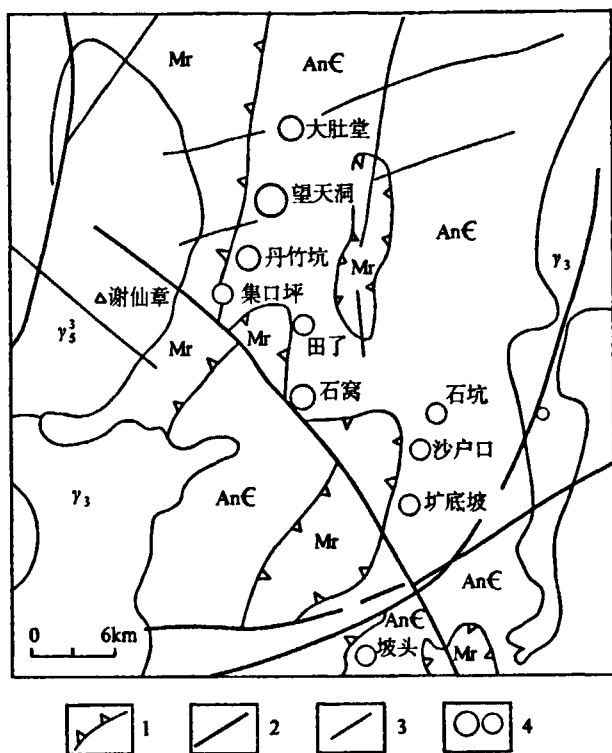 Mr
An€
大肚堂
望天洞
An€
Mr
γ₃
丹竹坑
谢仙章
集口坪
γ₅³
Mr
Mr
田了
石窝
石坑
沙户口
γ₃
An€
圹底坡
Mr
An€
An€
0 6km
坡头
Mr
1 2 3 4